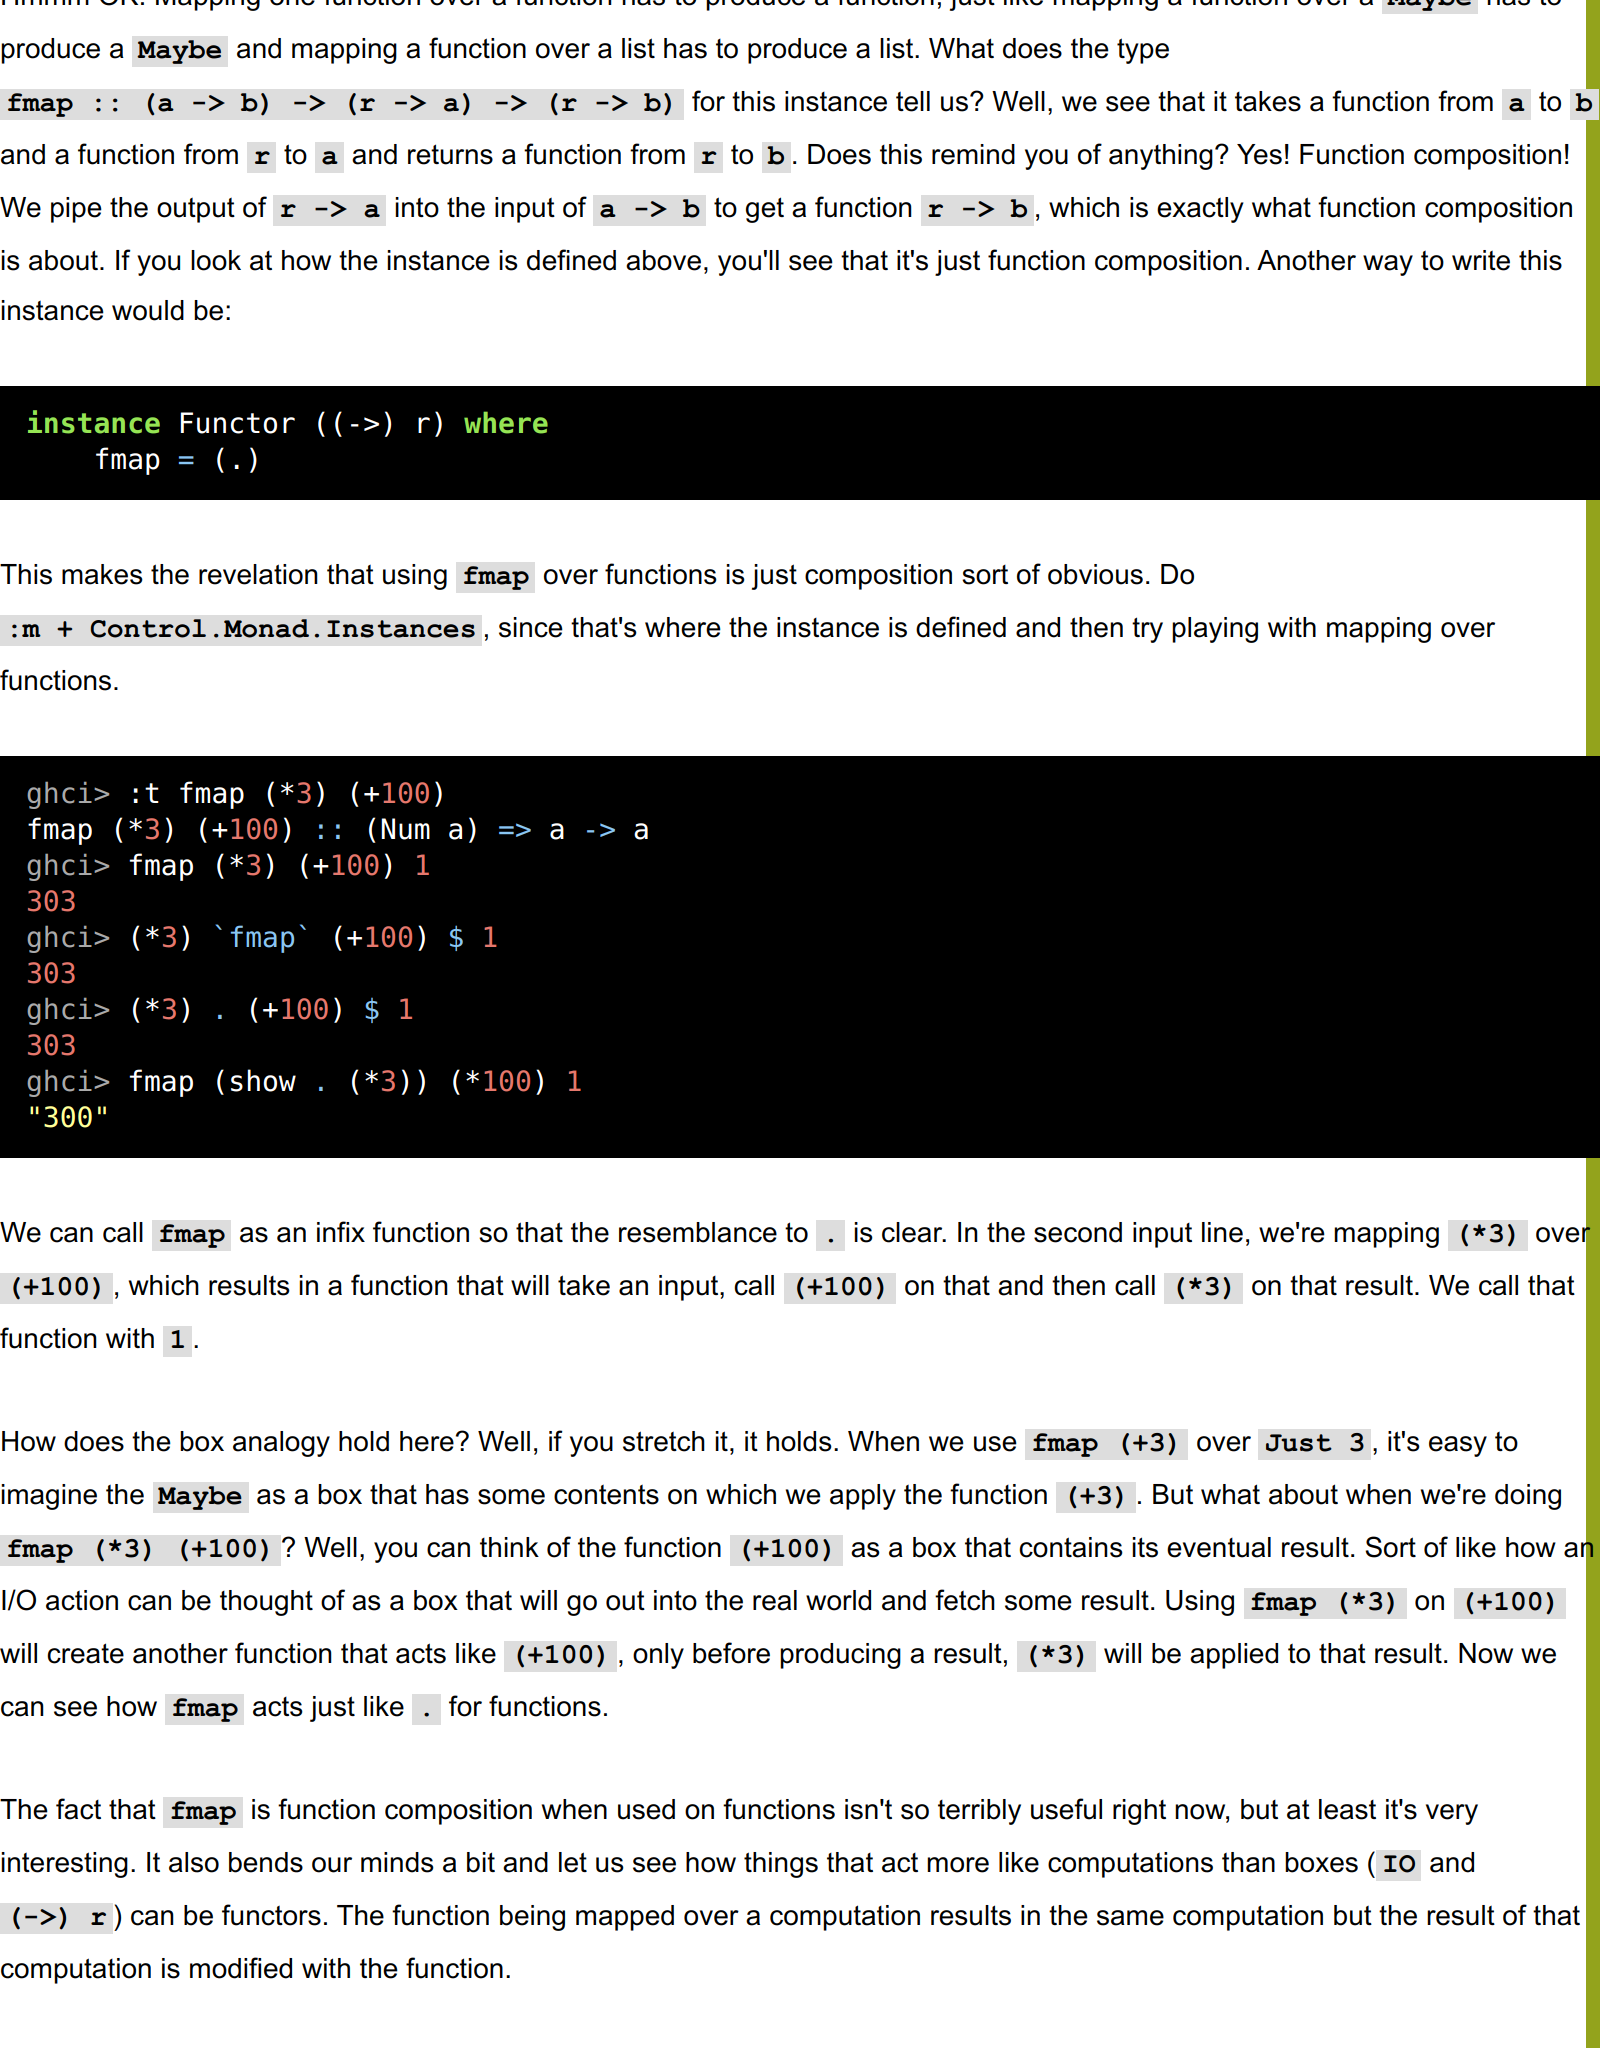 Hmmm OK. Mapping one function over a function has to produce a function, just like mapping a function over a Maybe has to
produce a Maybe and mapping a function over a list has to produce a list. What does the type
fmap :: (a -> b) -> (r -> a) -> (r -> b) for this instance tell us? Well, we see that it takes a function from a to b
and a function from r to a and returns a function from r to b. Does this remind you of anything? Yes! Function composition!
We pipe the output of r -> a into the input of a -> b to get a function r -> b, which is exactly what function composition
is about. If you look at how the instance is defined above, you'll see that it's just function composition. Another way to write this
instance would be:
instance Functor ((->) r) where
    fmap = (.)
This makes the revelation that using fmap over functions is just composition sort of obvious. Do
:m + Control.Monad.Instances, since that's where the instance is defined and then try playing with mapping over
functions.
ghci> :t fmap (*3) (+100)
fmap (*3) (+100) :: (Num a) => a -> a
ghci> fmap (*3) (+100) 1
303
ghci> (*3) `fmap` (+100) $ 1
303
ghci> (*3) . (+100) $ 1
303
ghci> fmap (show . (*3)) (*100) 1
"300"
We can call fmap as an infix function so that the resemblance to . is clear. In the second input line, we're mapping (*3) over
(+100), which results in a function that will take an input, call (+100) on that and then call (*3) on that result. We call that
function with 1.
How does the box analogy hold here? Well, if you stretch it, it holds. When we use fmap (+3) over Just 3, it's easy to
imagine the Maybe as a box that has some contents on which we apply the function (+3). But what about when we're doing
fmap (*3) (+100)? Well, you can think of the function (+100) as a box that contains its eventual result. Sort of like how an
I/O action can be thought of as a box that will go out into the real world and fetch some result. Using fmap (*3) on (+100)
will create another function that acts like (+100), only before producing a result, (*3) will be applied to that result. Now we
can see how fmap acts just like . for functions.
The fact that fmap is function composition when used on functions isn't so terribly useful right now, but at least it's very
interesting. It also bends our minds a bit and let us see how things that act more like computations than boxes (IO and
(->) r) can be functors. The function being mapped over a computation results in the same computation but the result of that
computation is modified with the function.